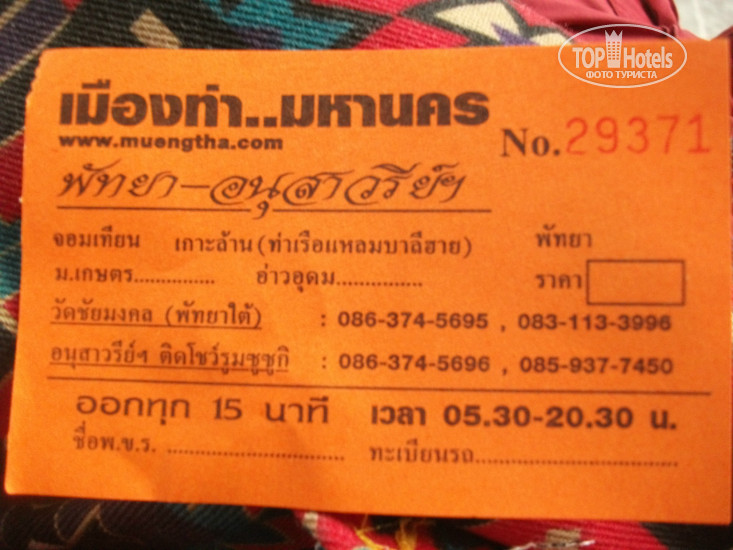 TOP Hotels
ФОТО ТУРИСТА
เมืองท่า..มหานคร
www.muengtha.com
No.29371
พัทยา-อนุสาวรีย์ฯ
จอมเทียน เกาะล้าน(ท่าเรือแหลมบาลีฮาย) พัทยา
ม.เกษตร............... อ่าวอุดม............... ราคา
วัดชัยมงคล (พัทยาใต้) : 086-374-5695 , 083-113-3996
อนุสาวรีย์ฯ ติดโชว์รูมซูซูกิ : 086-374-5696 , 085-937-7450
ออกทุก 15 นาที เวลา 05.30-20.30 น.
ชื่อพ.ข.ร. ................................ ทะเบียนรถ..........................................